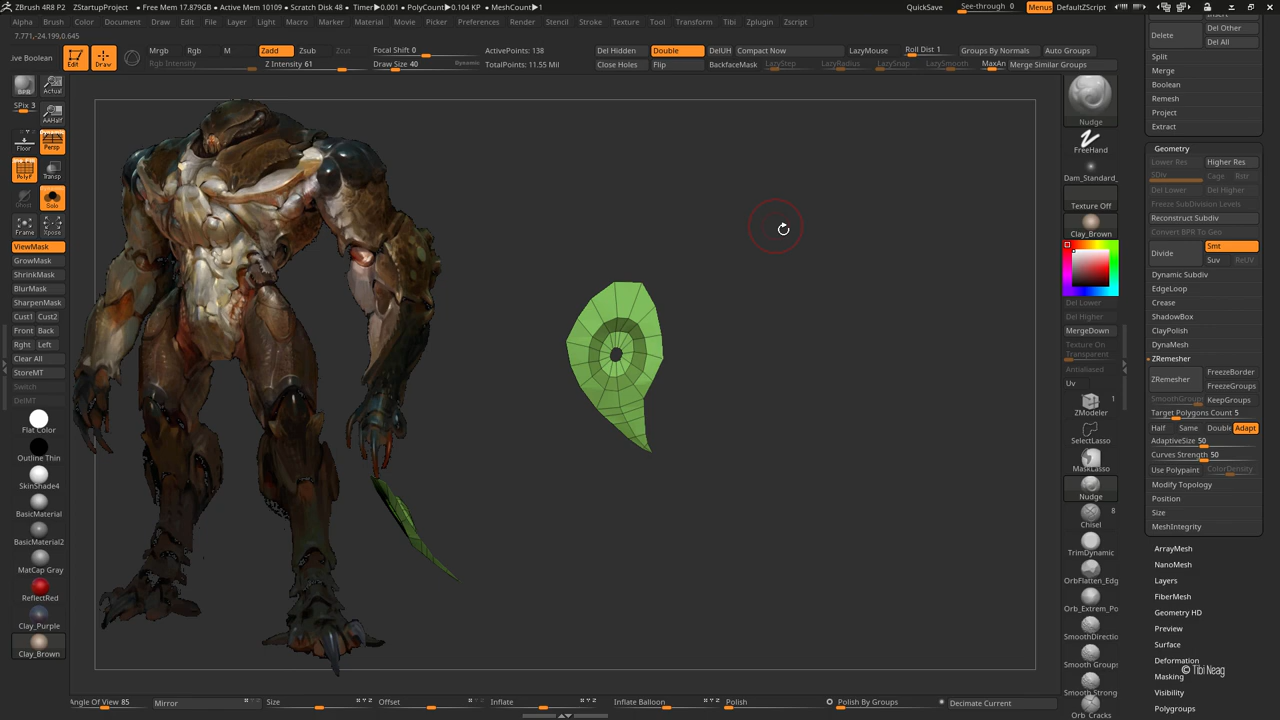 ZBrush 4R8 P2 ZStartupProject • Free Mem 17.879GB • Active Mem 10109 • Scratch Disk 48 • Timer▶0.001 • PolyCount▶0.104 KP • MeshCount▶1
QuickSave See-through 0 Menus DefaultZScript
Alpha Brush Color Document Draw Edit File Layer Light Macro Marker Material Movie Picker Preferences Render Stencil Stroke Texture Tool Transform Tibi Zplugin Zscript
7.771,-24.199,0.645
ive Boolean
Edit
Draw
Mrgb Rgb M
Rgb Intensity
Zadd Zsub Zcut
Z Intensity 61
Focal Shift 0
Draw Size 40 Dynamic
ActivePoints: 138
TotalPoints: 11.55 Mil
Del Hidden Double DelUH Compact Now LazyMouse Roll Dist 1 Groups By Normals Auto Groups
Close Holes Flip BackfaceMask LazyStep LazyRadius LazySnap LazySmooth MaxAn Merge Similar Groups
BPR
Actual
SPix 3
AAHalf
Dynamic
Floor
Persp
PolyF
Transp
Ghost
Solo
Frame
Xpose
ViewMask
GrowMask
ShrinkMask
BlurMask
SharpenMask
Cust1 Cust2
Front Back
Rght Left
Clear All
StoreMT
Switch
DelMT
Flat Color
Outline Thin
SkinShade4
BasicMaterial
BasicMaterial2
MatCap Gray
ReflectRed
Clay_Purple
Clay_Brown
Nudge
FreeHand
Dam_Standard_
Texture Off
Clay_Brown
Del Lower
Del Higher
MergeDown
Texture On
Transparent
Antialiased
Uv
1
ZModeler
SelectLasso
MaskLasso
Nudge
8
Chisel
TrimDynamic
OrbFlatten_Edg
Orb_Extrem_Po
SmoothDirectio
Smooth Groups
Smooth Strong
Orb_Cracks
Insert
Delete
Del Other
Del All
Split
Merge
Boolean
Remesh
Project
Extract
Geometry
Lower Res Higher Res
SDiv Cage Rstr
Del Lower Del Higher
Freeze SubDivision Levels
Reconstruct Subdiv
Convert BPR To Geo
Divide
Smt
Suv ReUV
Dynamic Subdiv
EdgeLoop
Crease
ShadowBox
ClayPolish
DynaMesh
ZRemesher
ZRemesher
FreezeBorder
FreezeGroups
SmoothGroups KeepGroups
Target Polygons Count 5
Half Same Double Adapt
AdaptiveSize 50
Curves Strength 50
Use Polypaint ColorDensity
Modify Topology
Position
Size
MeshIntegrity
ArrayMesh
NanoMesh
Layers
FiberMesh
Geometry HD
Preview
Surface
Deformation
© Tibi Neag
Masking
Visibility
Polygroups
Angle Of View 85 Mirror Size Offset Inflate Inflate Balloon Polish Polish By Groups Decimate Current